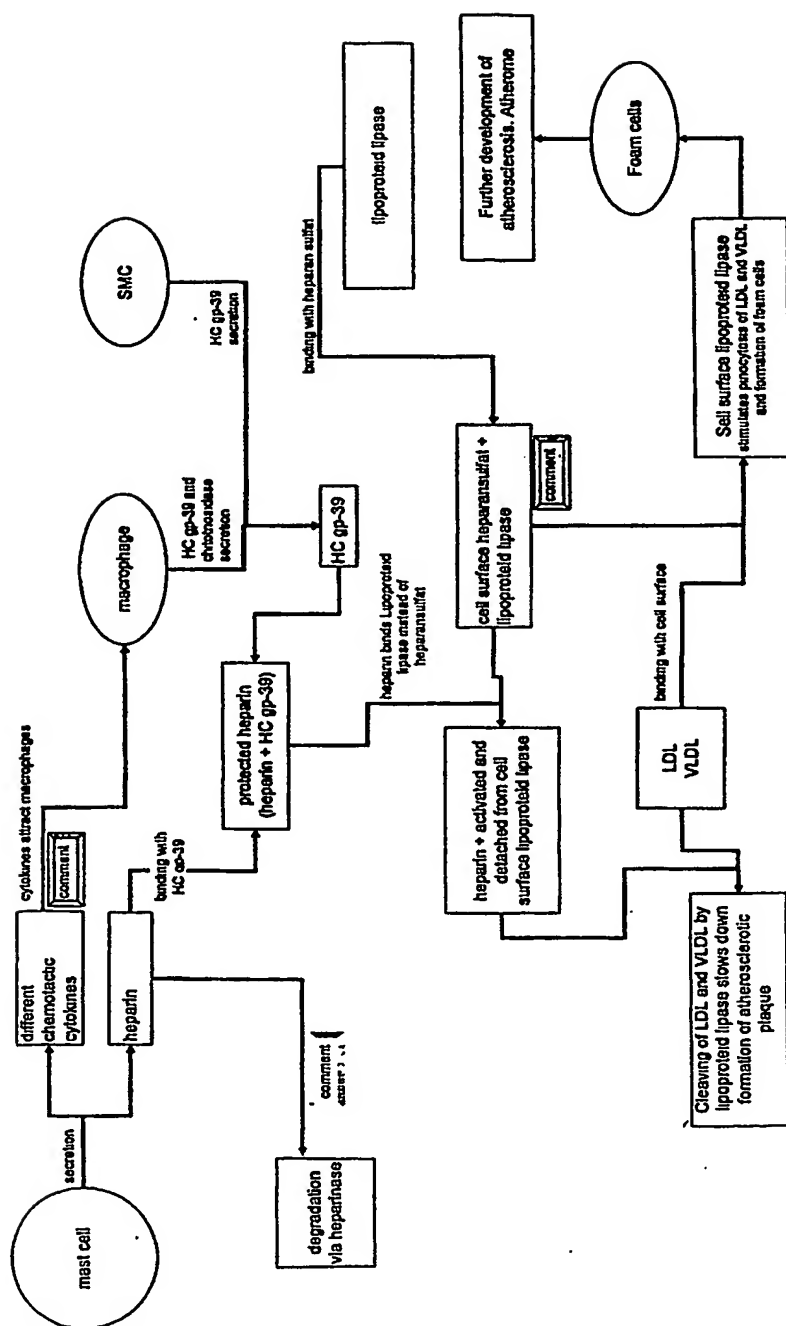 mast cell
secretion
different
chemotactic
cytokines
comment
cytokines attract macrophages
heparin
degradation
via heparinase
comment
binding with
HC gp-39
macrophage
HC gp-39 and
secretion
SMC
HC gp-39
secretion
HC gp-39
protected heparin
(heparin + HC gp-39)
heparin binds Lipoproteid
lipase instead of
heparansulfat
lipoproteid lipase
binding with heparan sulfat
cell surface heparansulfat +
lipoproteid lipase
comment
heparin + activated and
detached from cell
surface lipoproteid lipase
LDL
VLDL
binding with cell surface
Cleaving of LDL and VLDL by
lipoproteid lipase slows down
formation of atherosclerotic
plaque
Sell surface lipoproteid lipase
stimulates pinocytosis of LDL and VLDL
and formation of foam cells
Foam cells
Further development of
atherosclerosis. Atherome